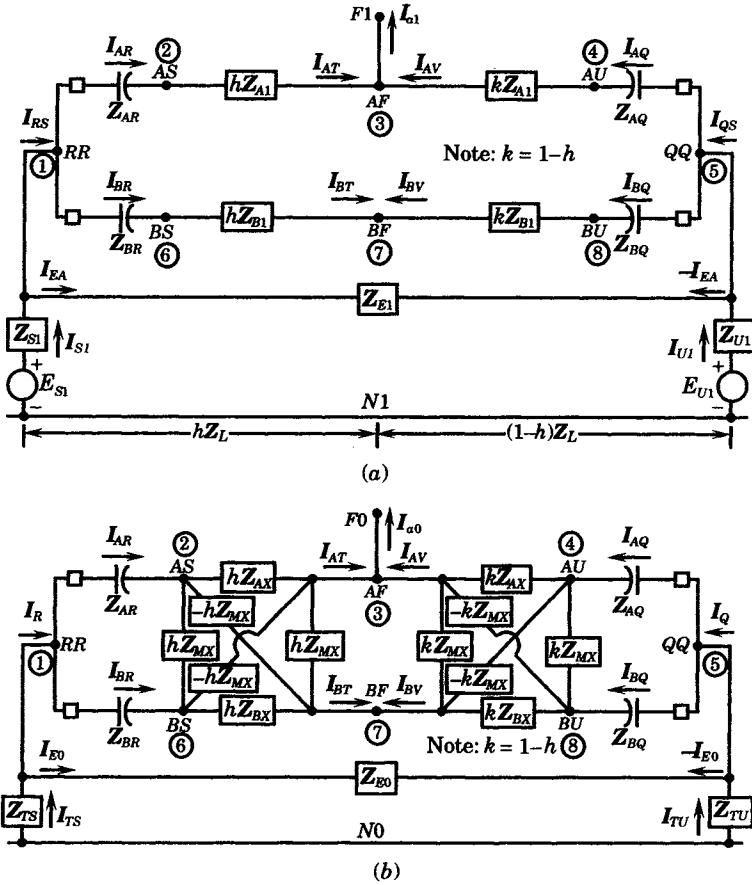 F1 I_a1
I_AR ② AS hZ_A1 I_AT I_AV kZ_A1 ④ AU I_AQ
Z_AR AF ③ Z_AQ
I_RS I_QS
① RR Note: k = 1–h QQ ⑤
I_BR I_BT I_BV I_BQ
hZ_B1 kZ_B1
Z_BR BS ⑥ BF ⑦ BU ⑧ Z_BQ
I_EA –I_EA
Z_E1
Z_S1 I_S1 I_U1 Z_U1
+ +
E_S1 E_U1
– N1 –
hZ_L (1–h)Z_L
(a)
F0 I_a0
I_AR ② AS hZ_AX I_AT I_AV kZ_AX ④ AU I_AQ
Z_AR AF ③ Z_AQ
–hZ_MX –kZ_MX
I_R I_Q
① RR hZ_MX hZ_MX kZ_MX kZ_MX QQ ⑤
–hZ_MX –kZ_MX
I_BR I_BT BF I_BV I_BQ
hZ_BX kZ_BX
Z_BR BS ⑥ ⑦ BU ⑧ Z_BQ
Note: k = 1–h
I_E0 –I_E0
Z_E0
Z_TS I_TS I_TU Z_TU
N0
(b)